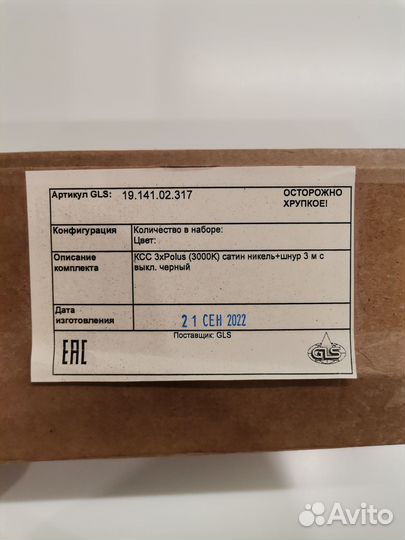 Артикул GLS: 19.141.02.317 ОСТОРОЖНО
ХРУПКОЕ!
Конфигурация Количество в наборе:
Цвет:
Описание КСС 3xPolus (3000K) сатин никель+шнур 3 м с
комплекта выкл. черный
Дата
изготовления 21 СЕН 2022
Поставщик: GLS
EAC
GLS
Avito